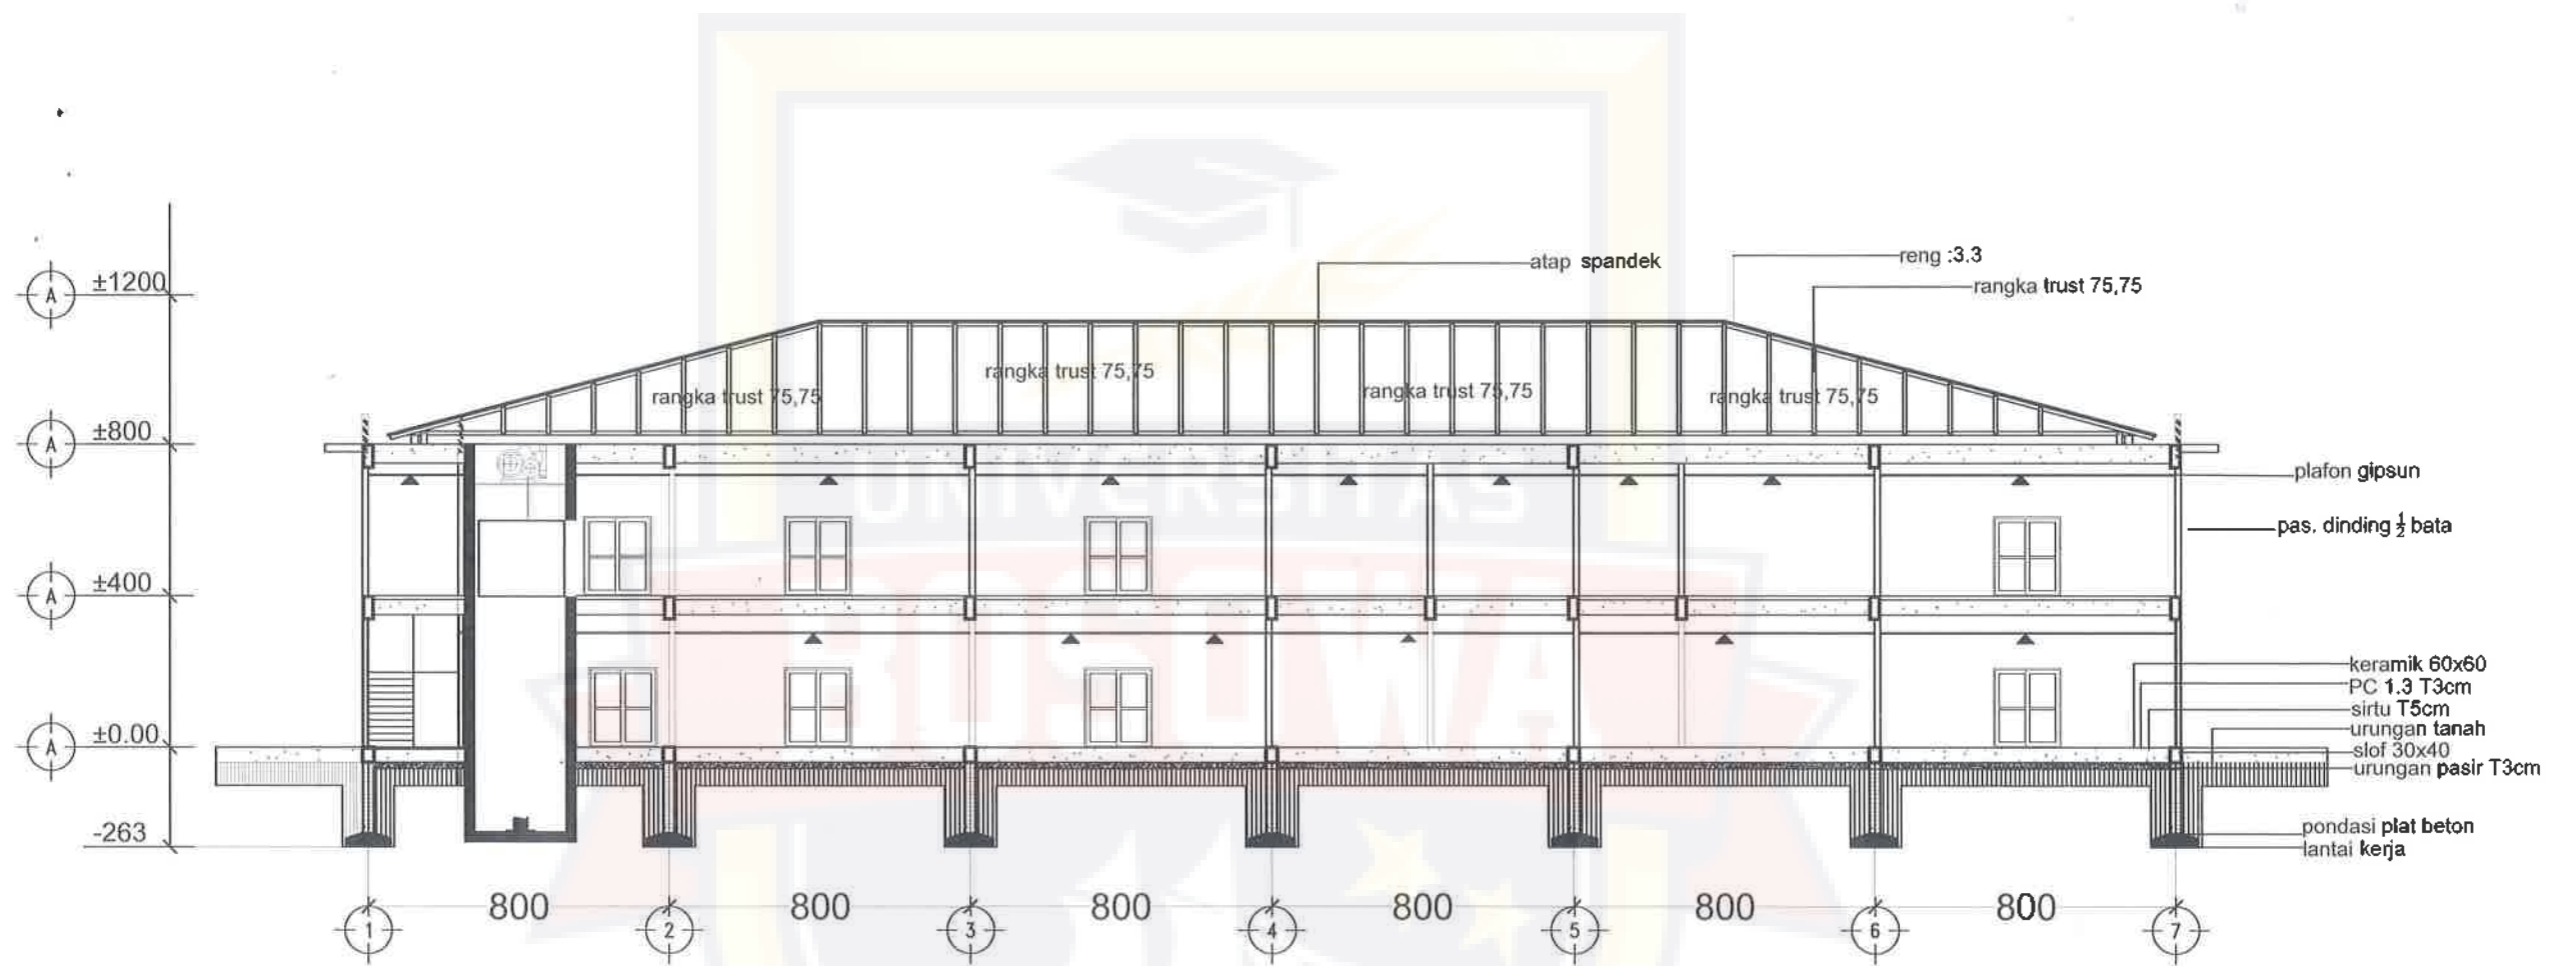 atap spandek
reng :3.3
rangka trust 75,75
A ±1200
rangka trust 75,75
rangka trust 75,75
rangka trust 75,75
rangka trust 75,75
A ±800
UNIVERSITAS
plafon gipsun
pas. dinding ½ bata
A ±400
BOSOWA
keramik 60x60
PC 1.3 T3cm
sirtu T5cm
A ±0.00
urungan tanah
slof 30x40
urungan pasir T3cm
-263
pondasi plat beton
lantai kerja
800 800 800 800 800 800
1 2 3 4 5 6 7